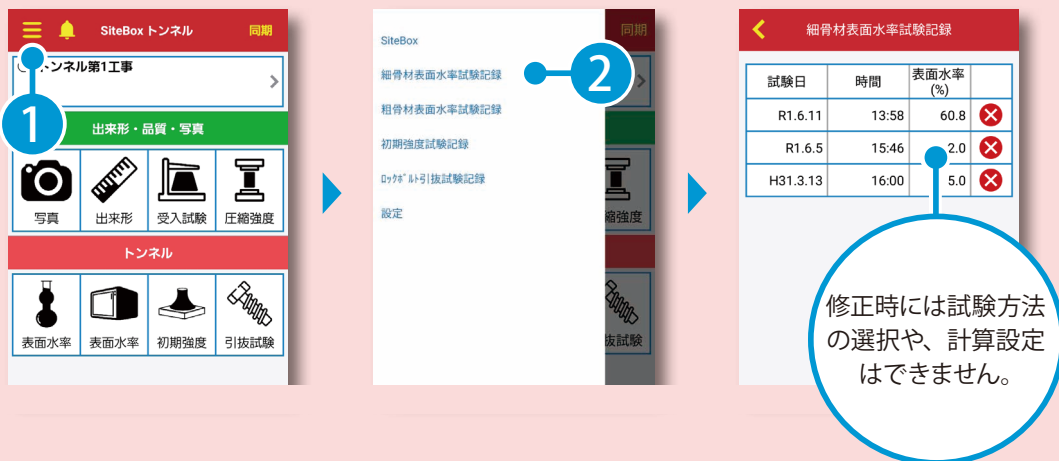 SiteBox トンネル
同期
トンネル第1工事
1
出来形・品質・写真
写真
出来形
受入試験
圧縮強度
トンネル
表面水率
表面水率
初期強度
引抜試験
SiteBox
同期
細骨材表面水率試験記録
2
粗骨材表面水率試験記録
初期強度試験記録
ロックボルト引抜試験記録
設定
縮強度
抜試験
細骨材表面水率試験記録
試験日
時間
表面水率
(%)
R1.6.11
13:58
60.8
R1.6.5
15:46
2.0
H31.3.13
16:00
5.0
修正時には試験方法
の選択や、計算設定
はできません。